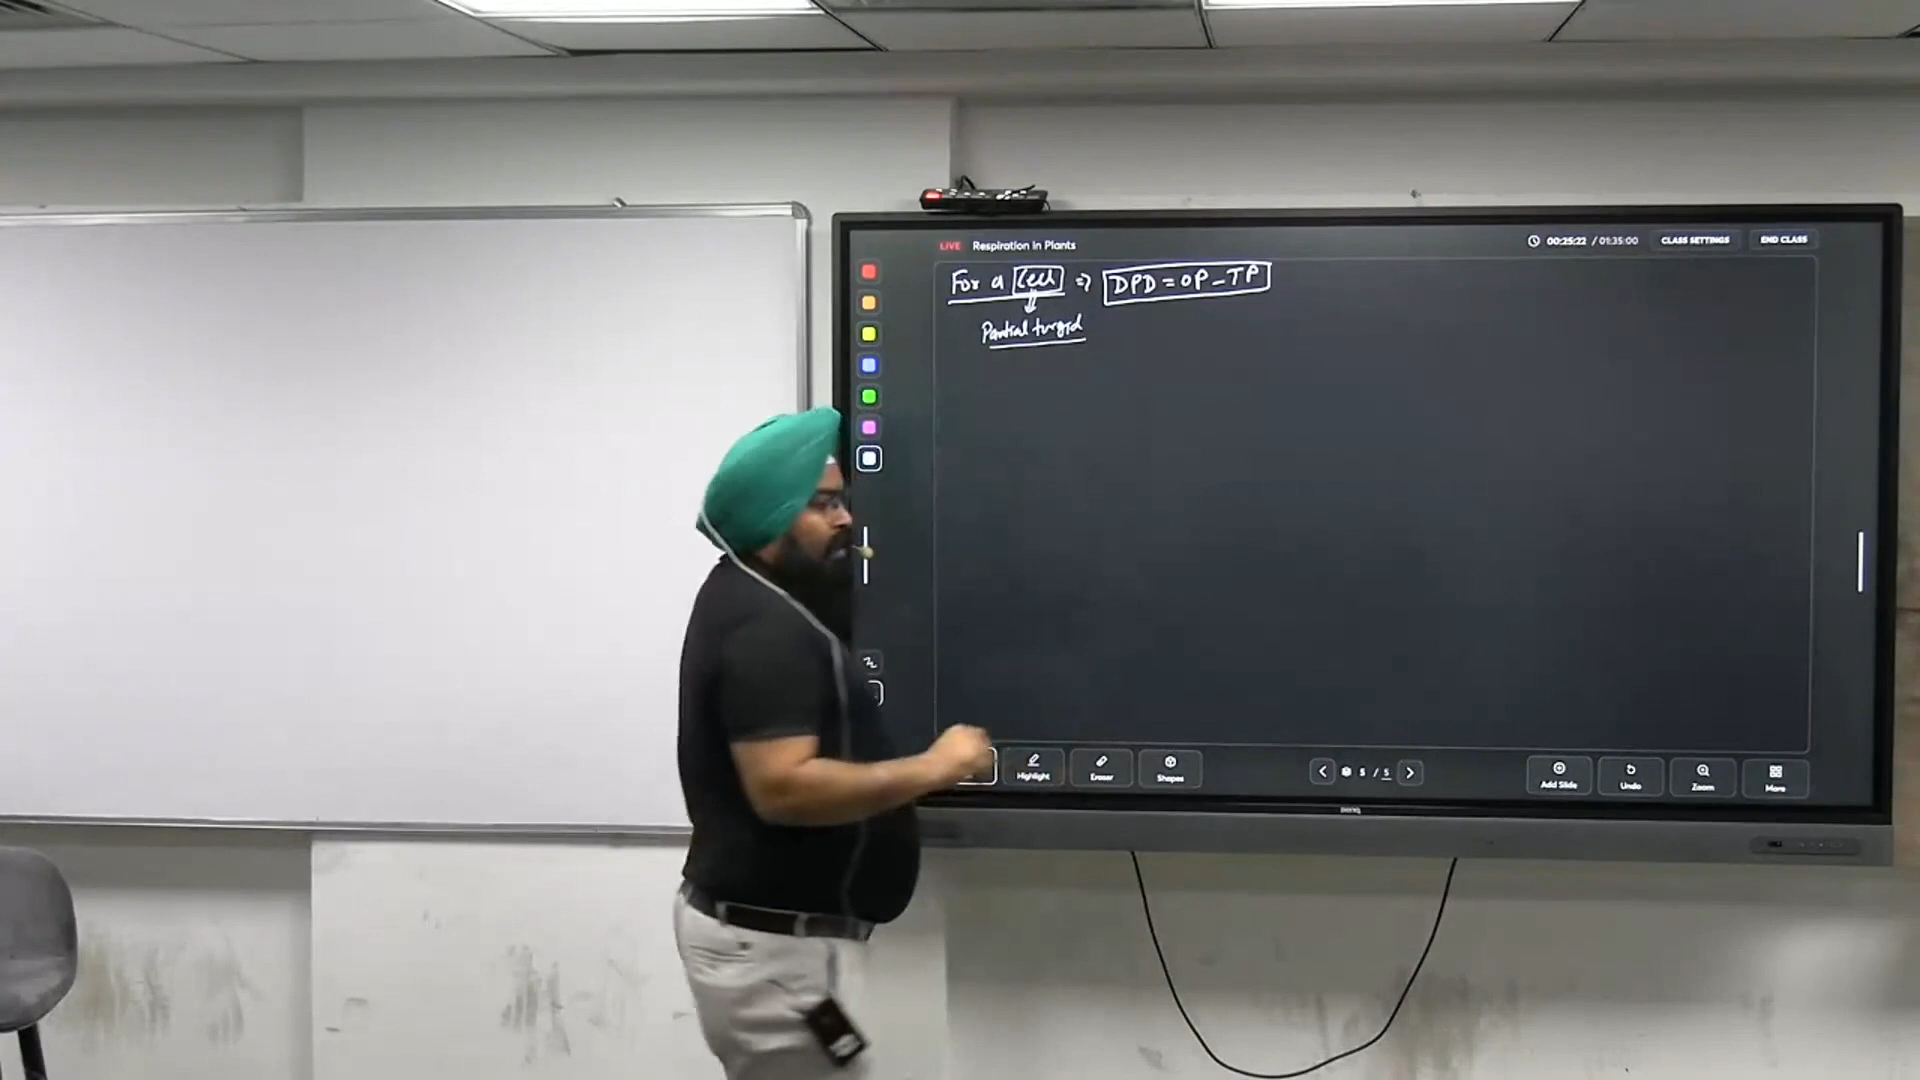 LIVE Respiration in Plants
00:25:22 / 01:35:00 CLASS SETTINGS END CLASS
For a Cell => DPD = OP - TP
Partial turgid
Highlight Eraser Shapes
5 / 5
Add Slide Undo Zoom More
BenQ